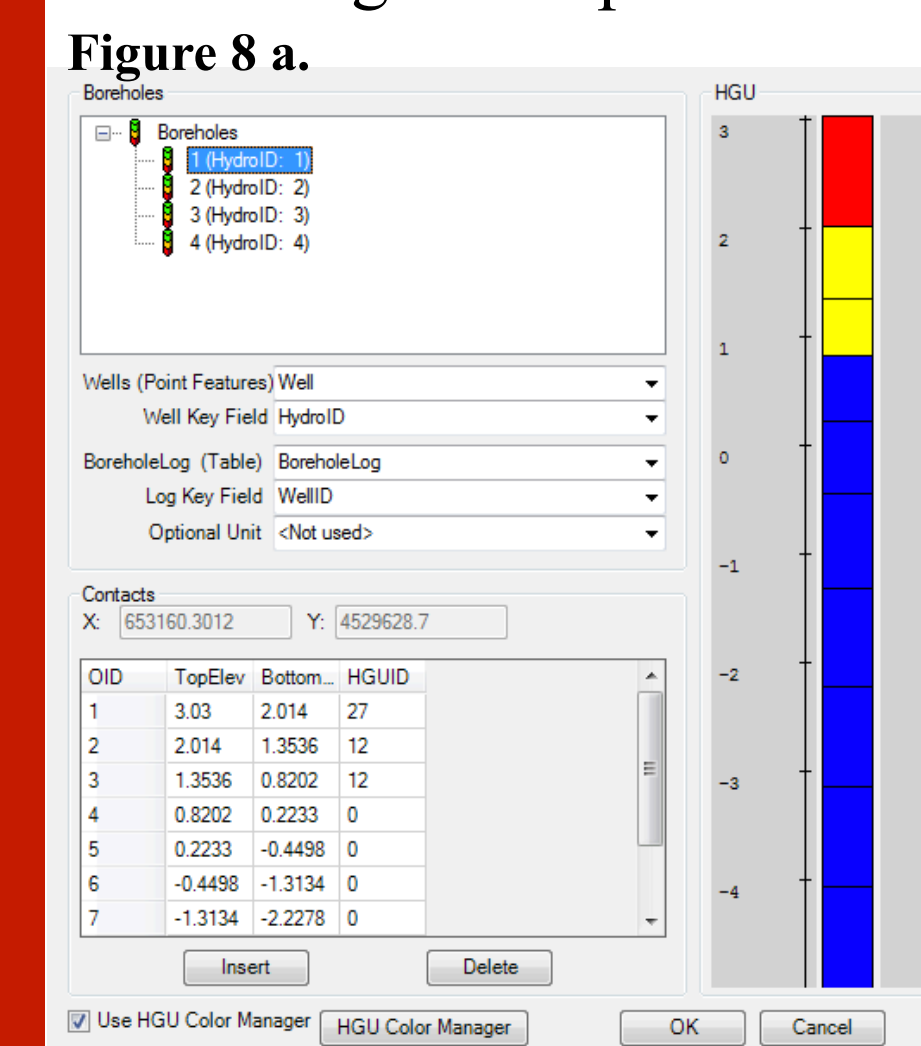 Figure 8 a.
Boreholes
Boreholes
1 (HydroID: 1)
2 (HydroID: 2)
3 (HydroID: 3)
4 (HydroID: 4)
Wells (Point Features) Well
Well Key Field HydroID
BoreholeLog (Table) BoreholeLog
Log Key Field WellID
Optional Unit <Not used>
Contacts
X: 653160.3012 Y: 4529628.7
OID TopElev Bottom... HGUID
1 3.03 2.014 27
2 2.014 1.3536 12
3 1.3536 0.8202 12
4 0.8202 0.2233 0
5 0.2233 -0.4498 0
6 -0.4498 -1.3134 0
7 -1.3134 -2.2278 0
Insert Delete
HGU
3
2
1
0
-1
-2
-3
-4
Use HGU Color Manager HGU Color Manager OK Cancel